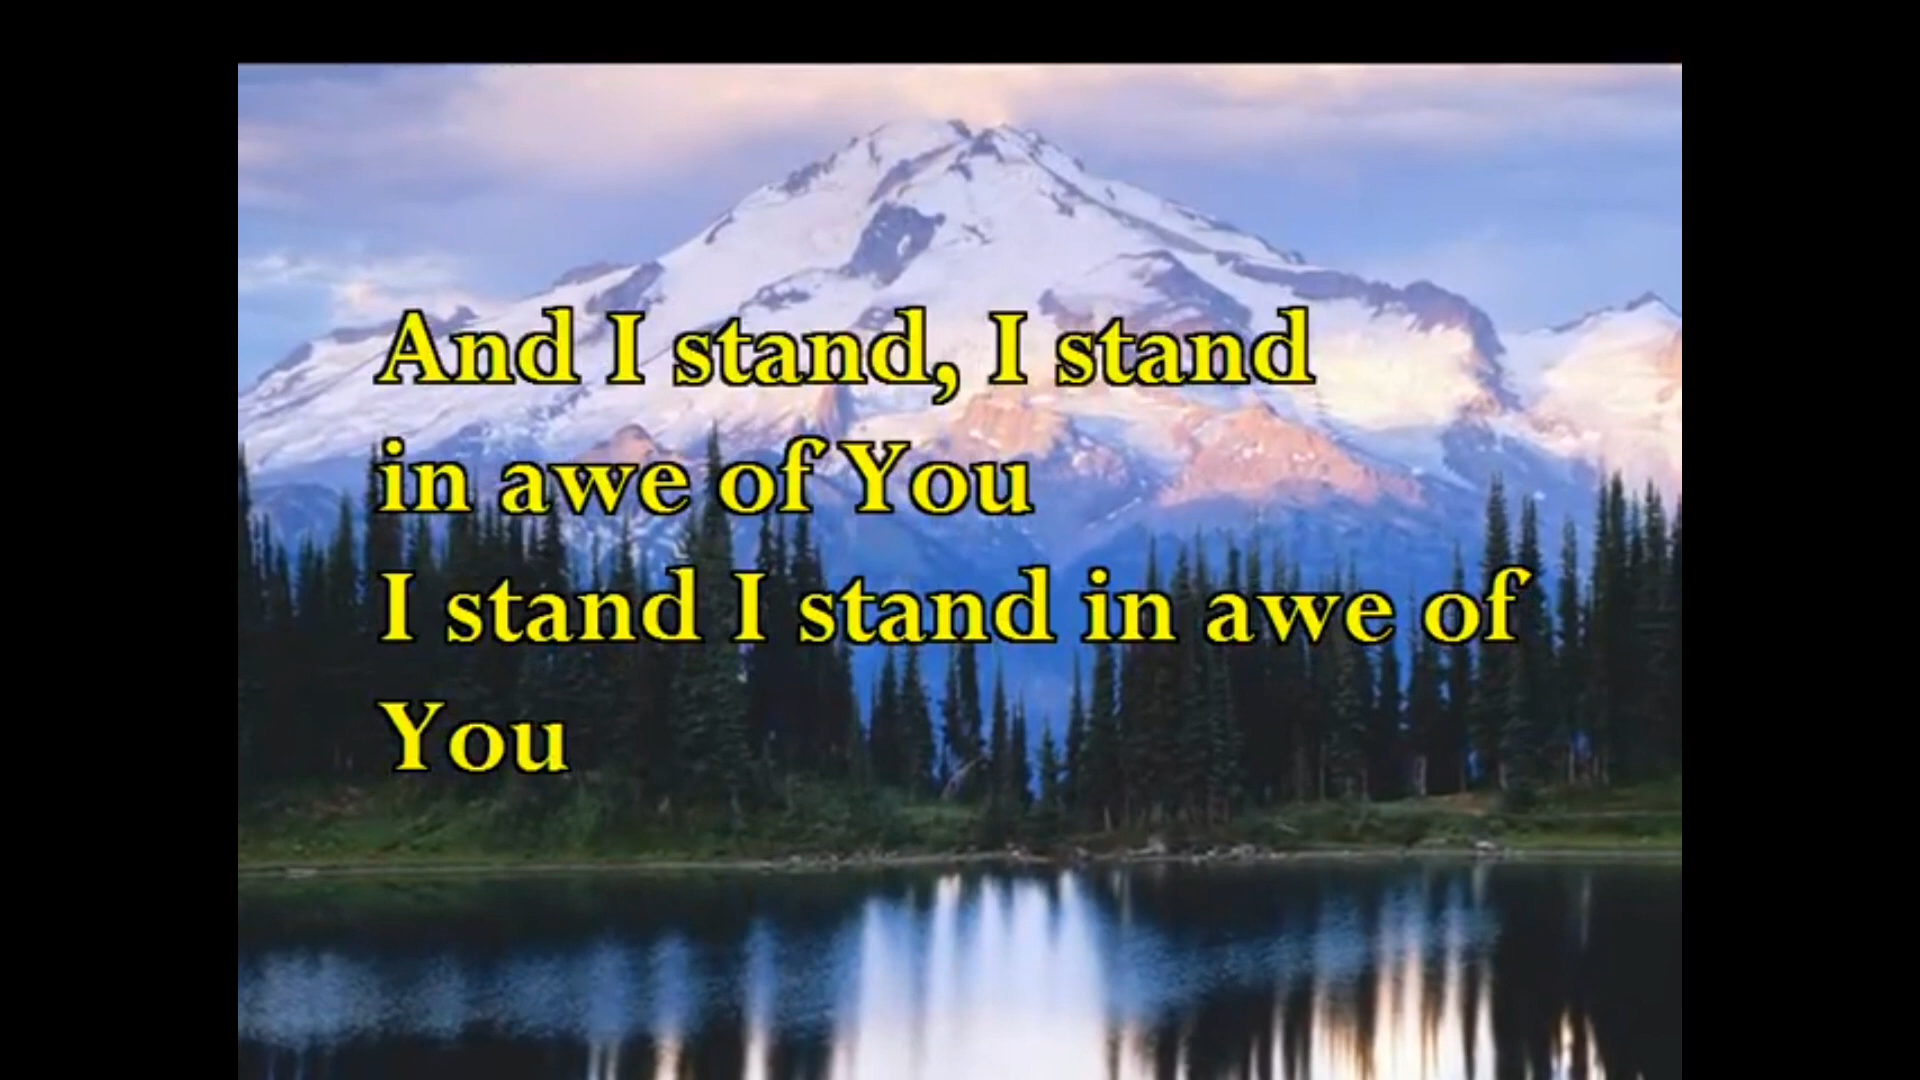 And I stand, I stand
in awe of You
I stand I stand in awe of
You